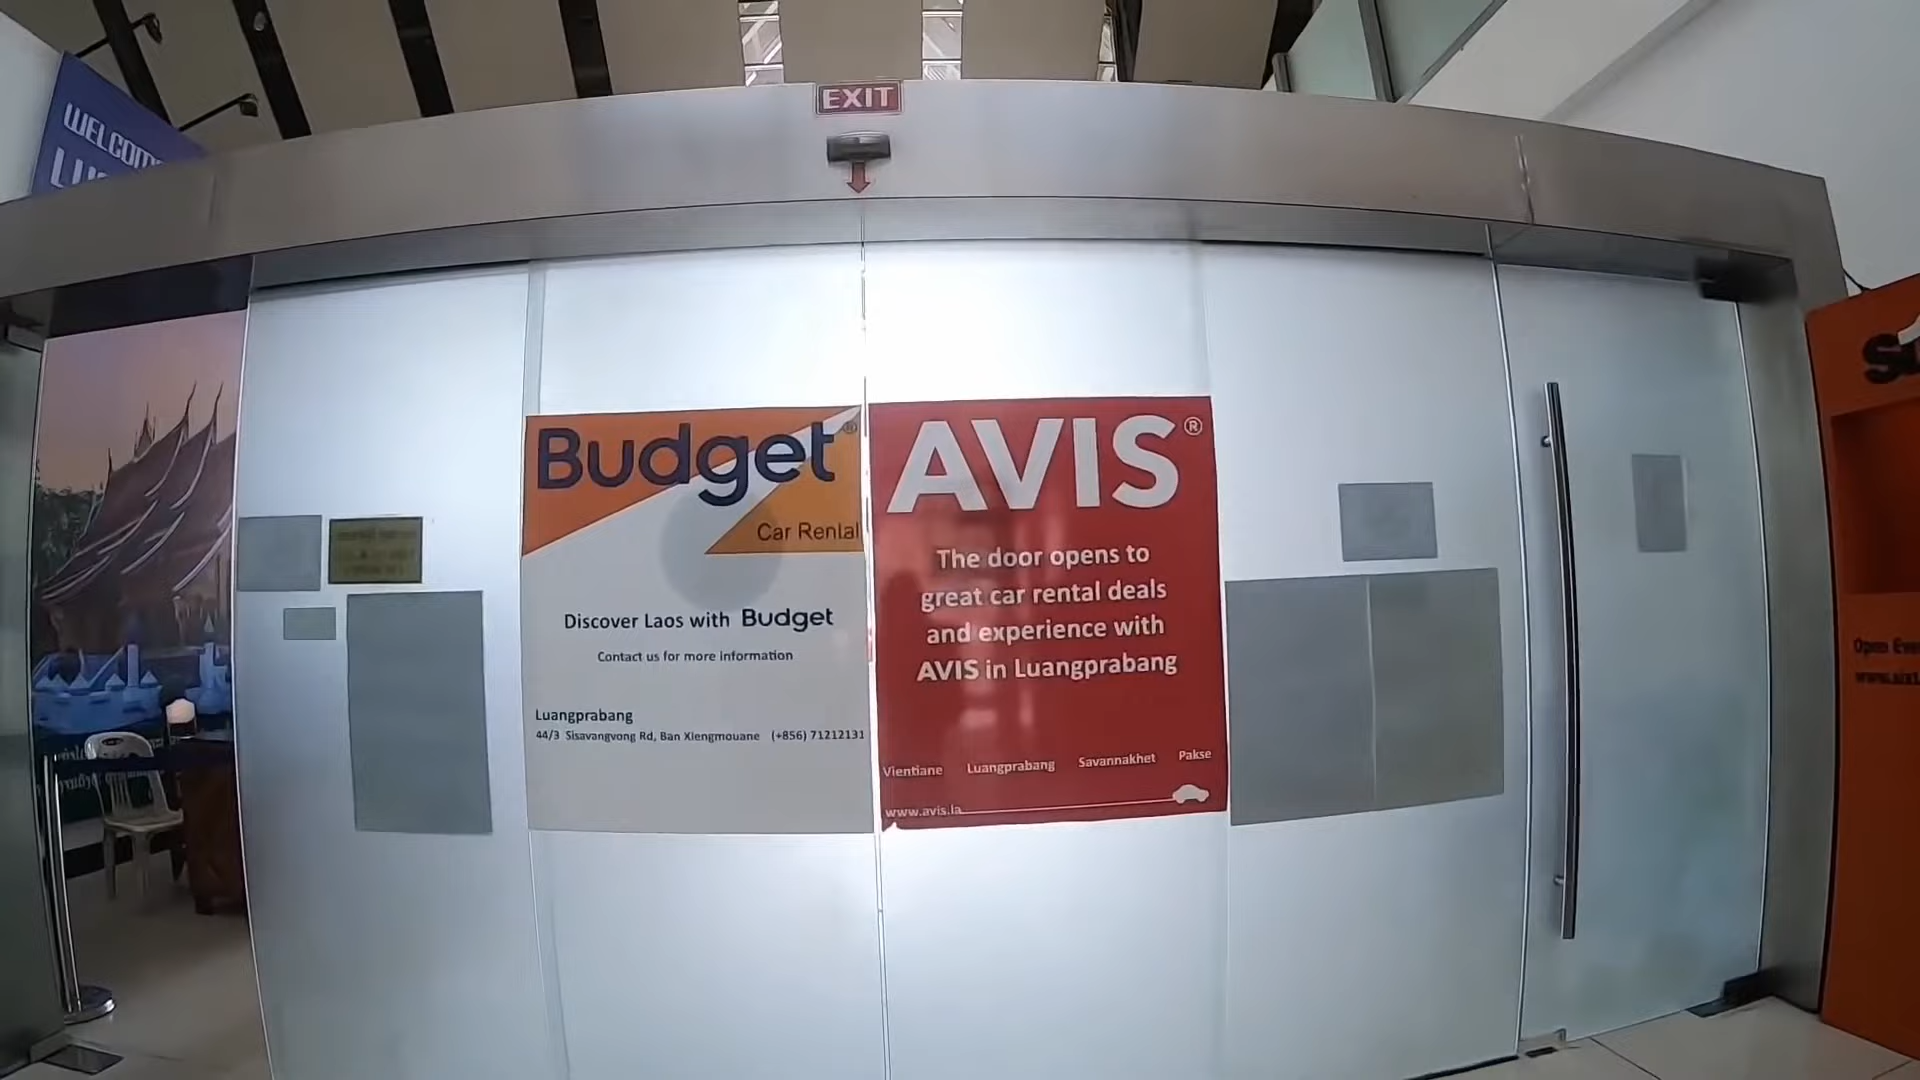 EXIT
WELCOME
Budget®
Car Rental
Discover Laos with Budget
Contact us for more information
Luangprabang
44/3 Sisavangvong Rd, Ban Xiengmouane (+856) 71212131
AVIS®
The door opens to
great car rental deals
and experience with
AVIS in Luangprabang
Vientiane Luangprabang Savannakhet Pakse
www.avis.la
Open